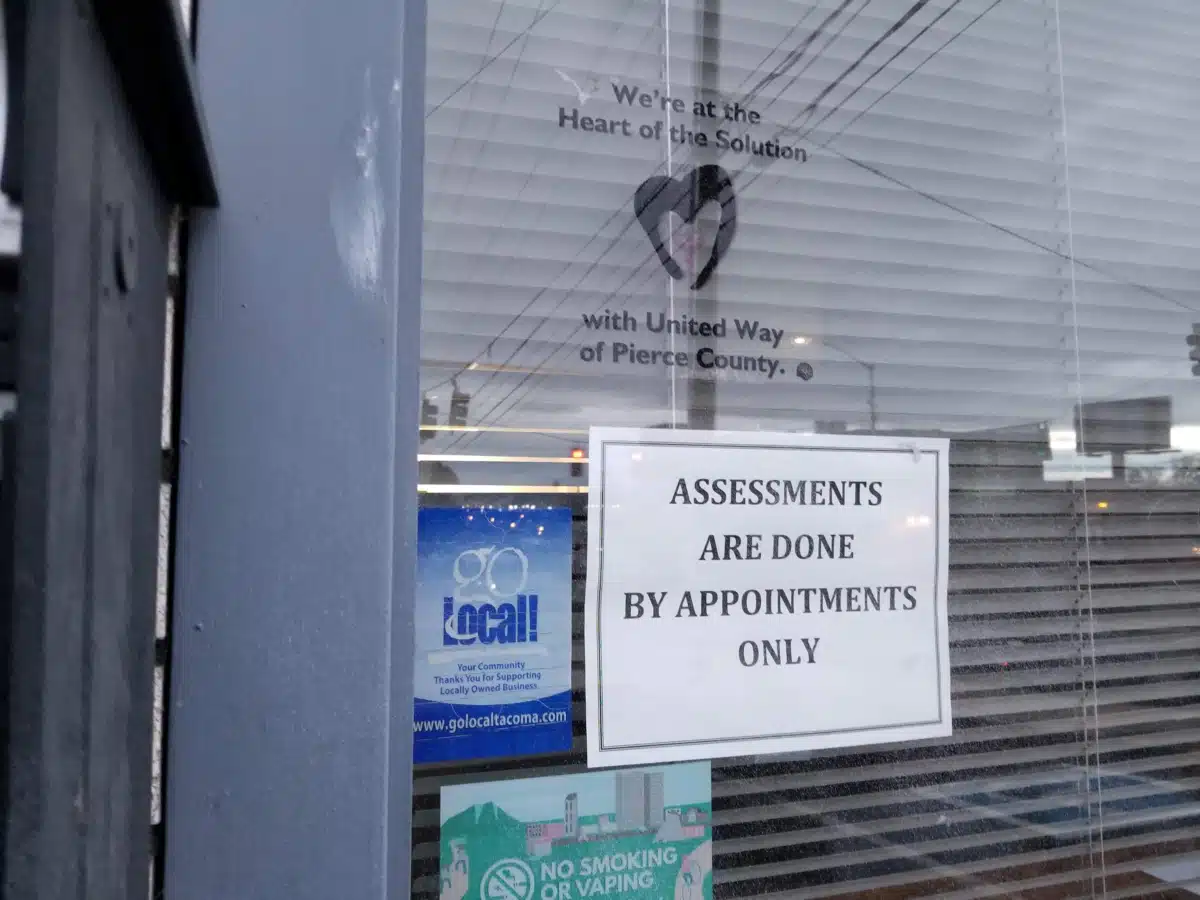 We're at the
Heart of the Solution
with United Way
of Pierce County.
ASSESSMENTS
ARE DONE
BY APPOINTMENTS
ONLY
go
Local!
Your Community
Thanks You for Supporting
Locally Owned Business
www.golocaltacoma.com
NO SMOKING
OR VAPING